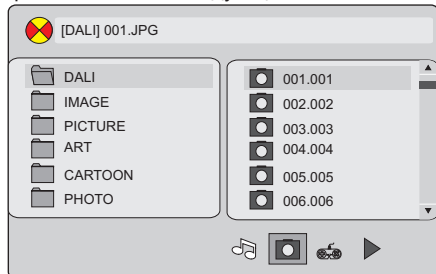 [DALI] 001.JPG
DALI
IMAGE
PICTURE
ART
CARTOON
PHOTO
001.001
002.002
003.003
004.004
005.005
006.006